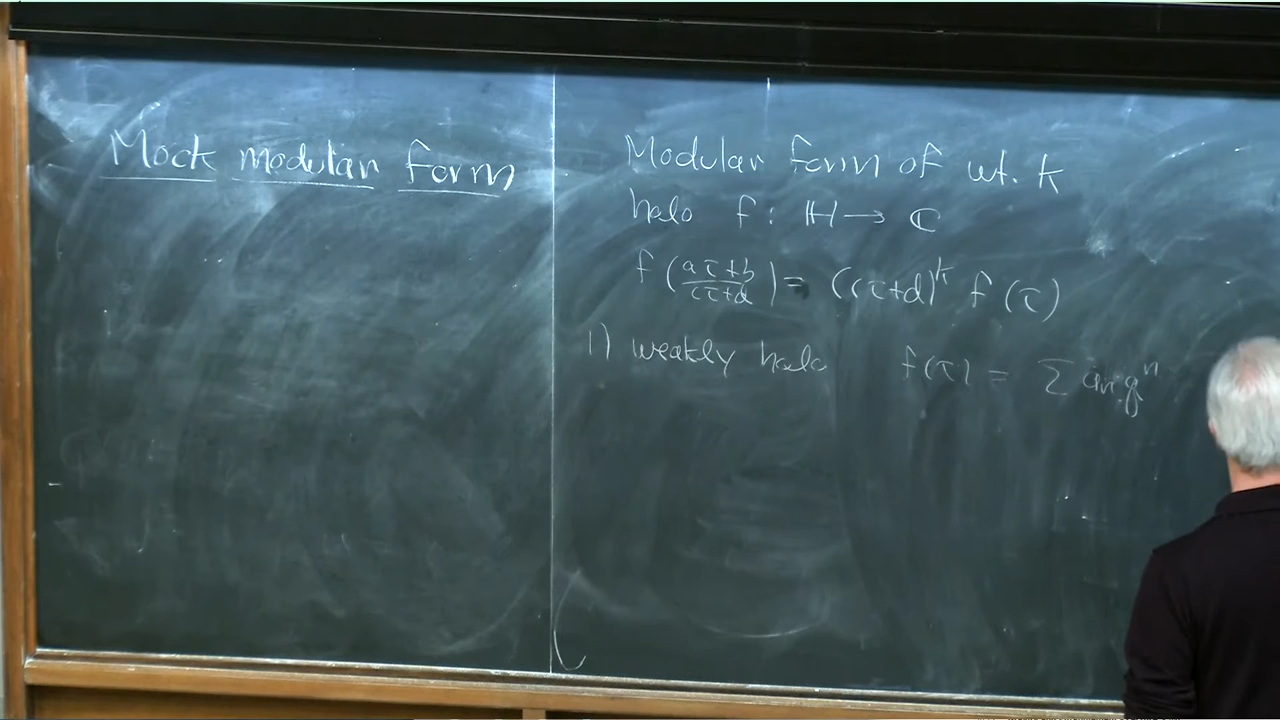 Mock modular form
Modular form of wt. k
holo f: ℍ → ℂ
f(aτ+b/cτ+d) = (cτ+d)^k f(τ)
1) weakly holo f(τ) = Σ aₙ qⁿ